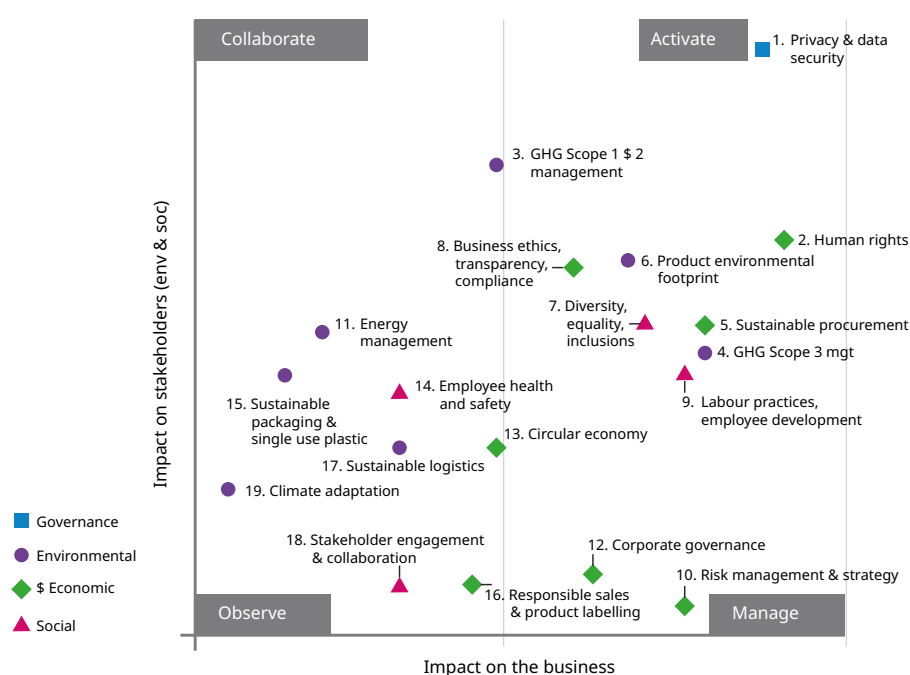 Collaborate
Activate
1. Privacy & data
security
3. GHG Scope 1 $ 2
management
2. Human rights
8. Business ethics,
transparency,
compliance
6. Product environmental
footprint
7. Diversity,
equality,
inclusions
11. Energy
management
5. Sustainable procurement
4. GHG Scope 3 mgt
14. Employee health
and safety
15. Sustainable
packaging &
single use plastic
9. Labour practices,
employee development
13. Circular economy
17. Sustainable logistics
19. Climate adaptation
18. Stakeholder engagement
& collaboration
12. Corporate governance
10. Risk management & strategy
16. Responsible sales
& product labelling
Observe
Manage
Impact on stakeholders (env & soc)
Impact on the business
Governance
Environmental
$ Economic
Social